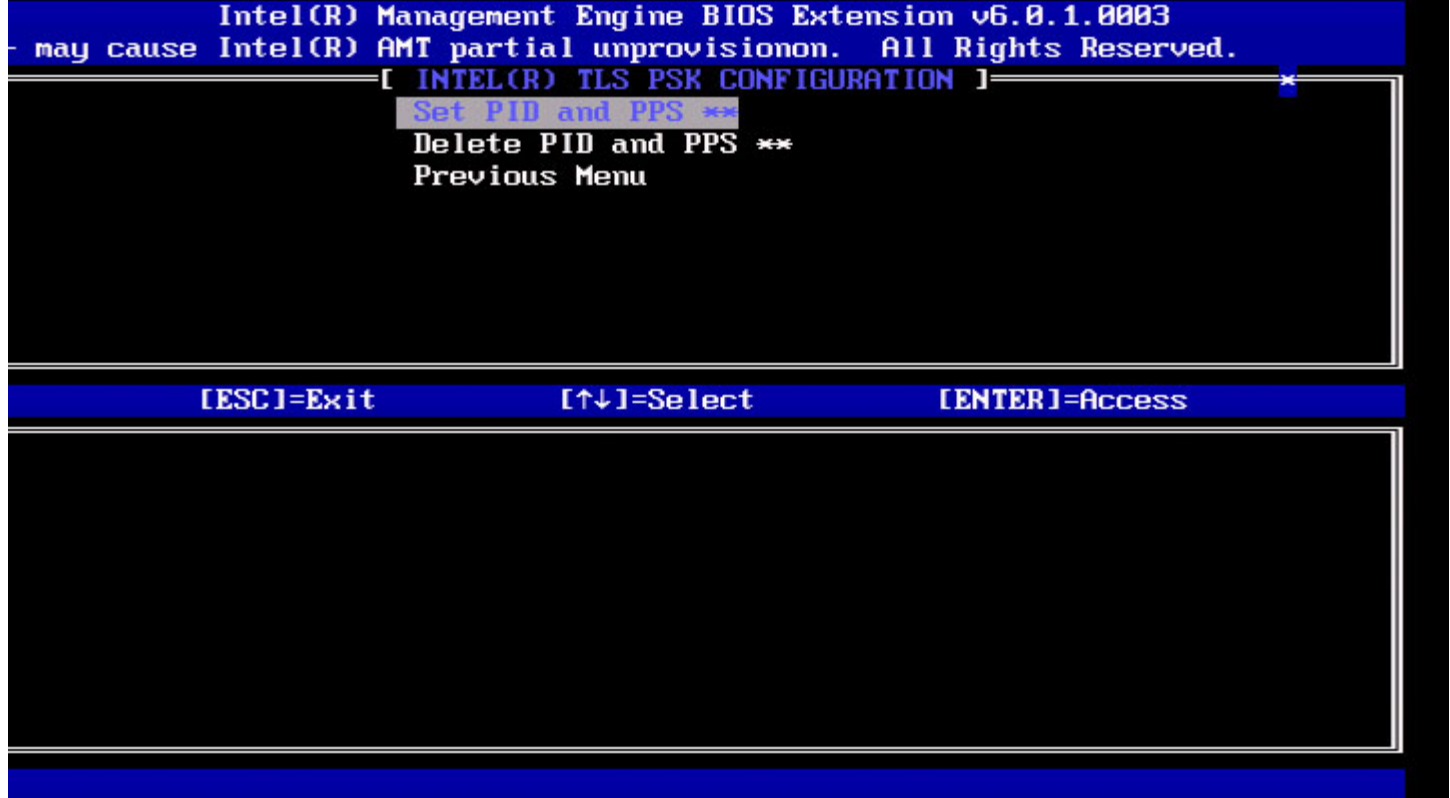 Intel(R) Management Engine BIOS Extension v6.0.1.0003
- may cause Intel(R) AMT partial unprovisionon. All Rights Reserved.
[ INTEL(R) TLS PSK CONFIGURATION ] *
Set PID and PPS **
Delete PID and PPS **
Previous Menu
[ESC]=Exit [↑↓]=Select [ENTER]=Access